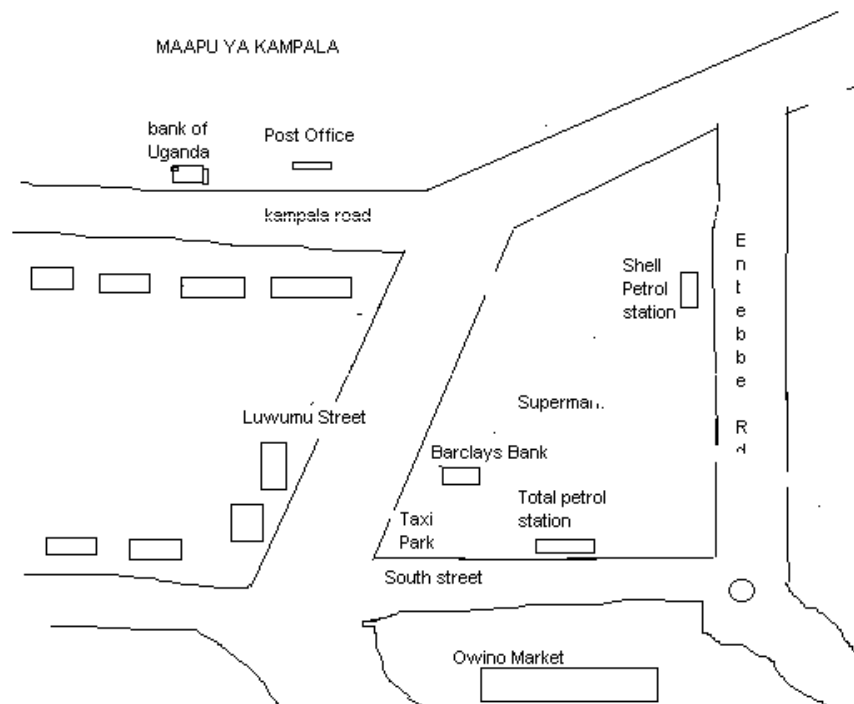 MAAPU YA KAMPALA
bank of
Uganda
Post Office
kampala road
Shell
Petrol
station
Entebbe
Luwumu Street
Barclays Bank
Total petrol
station
Taxi
Park
South street
Owino Market